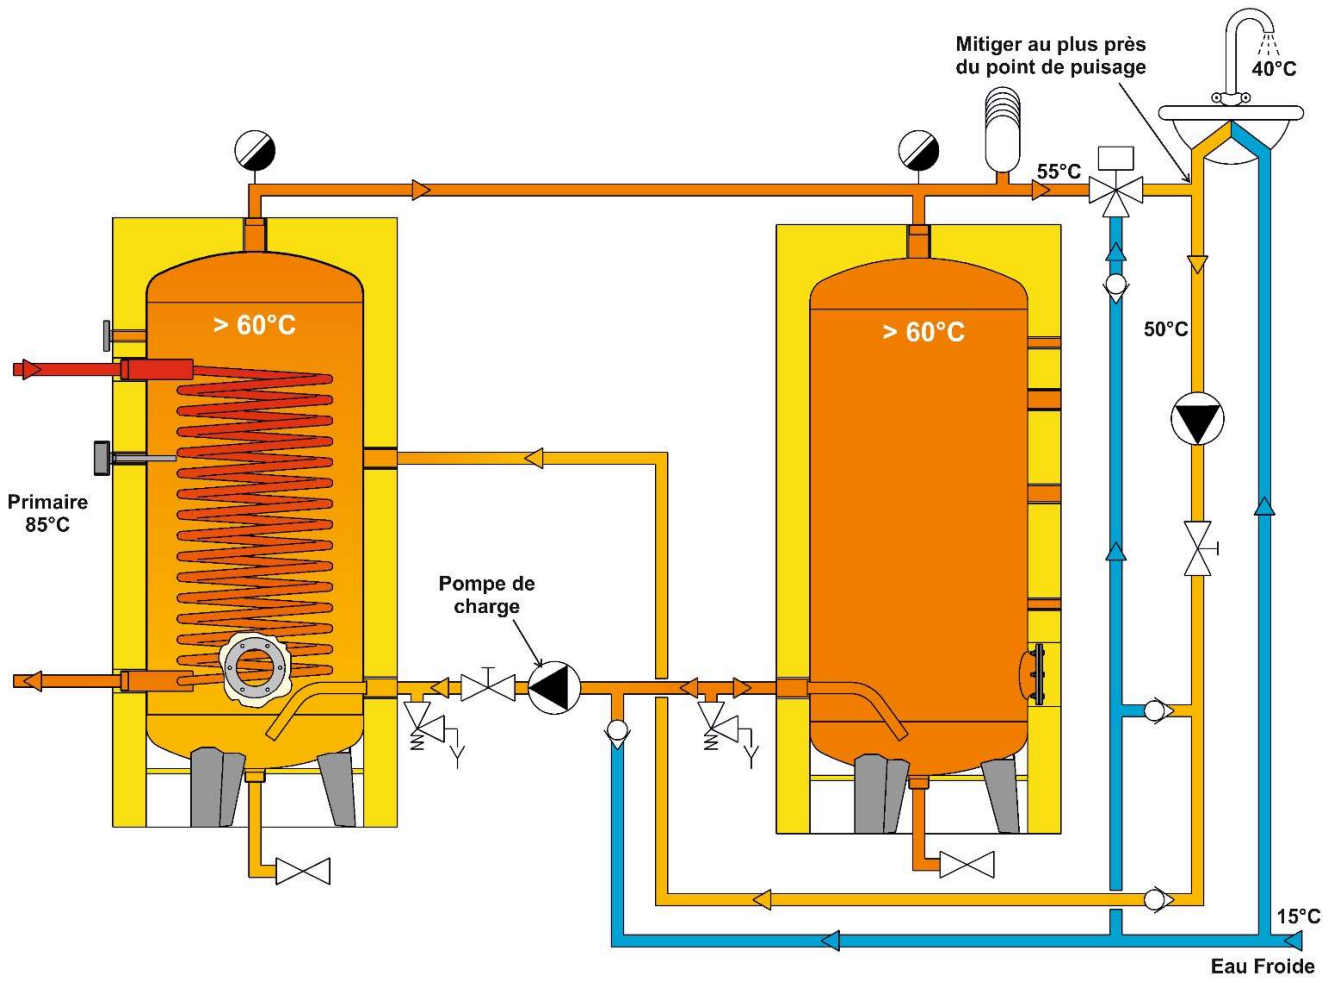 Mitiger au plus près
du point de puisage
40°C
55°C
> 60°C
> 60°C
50°C
Primaire
85°C
Pompe de
charge
15°C
Eau Froide